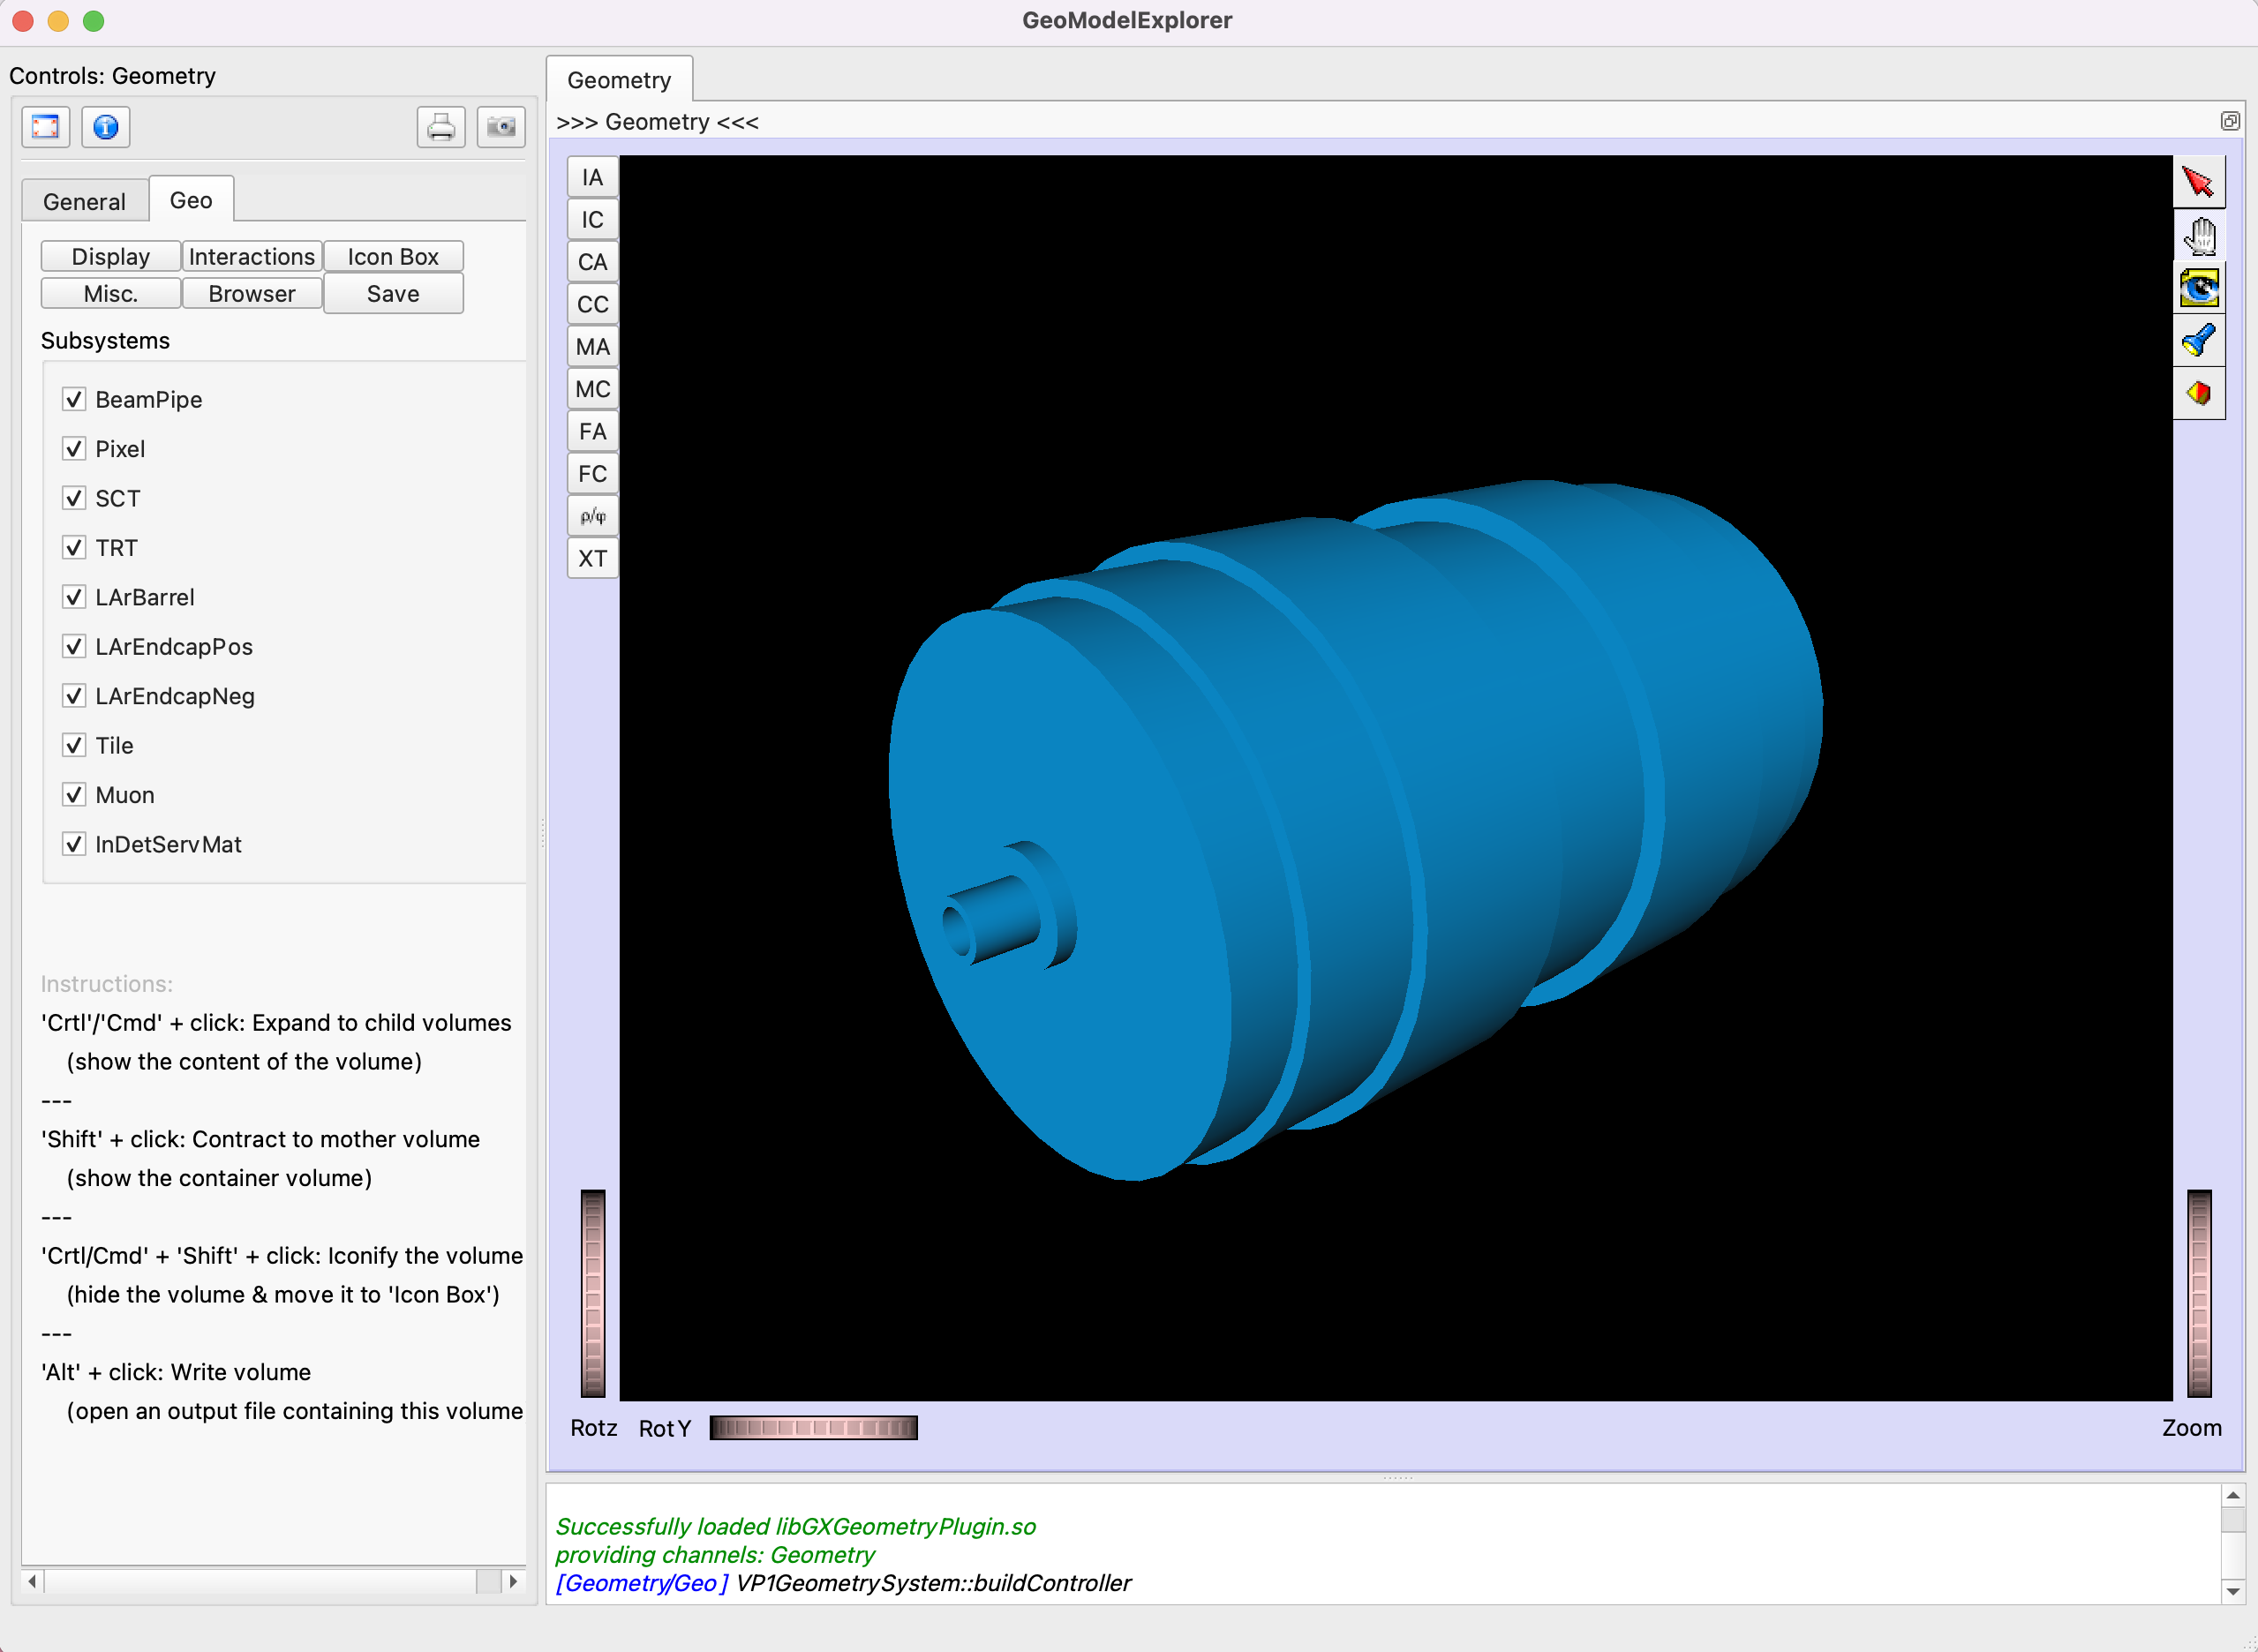 GeoModelExplorer
Controls: Geometry
General
Geo
Display
Interactions
Icon Box
Misc.
Browser
Save
Subsystems
BeamPipe
Pixel
SCT
TRT
LArBarrel
LArEndcapPos
LArEndcapNeg
Tile
Muon
InDetServMat
Instructions:
'Crtl'/'Cmd' + click: Expand to child volumes
(show the content of the volume)
---
'Shift' + click: Contract to mother volume
(show the container volume)
---
'Crtl/Cmd' + 'Shift' + click: Iconify the volume
(hide the volume & move it to 'Icon Box')
---
'Alt' + click: Write volume
(open an output file containing this volume
Geometry
>>> Geometry <<<
IA
IC
CA
CC
MA
MC
FA
FC
ρ/φ
XT
Rotz
RotY
Zoom
Successfully loaded libGXGeometryPlugin.so
providing channels: Geometry
[Geometry/Geo] VP1GeometrySystem::buildController